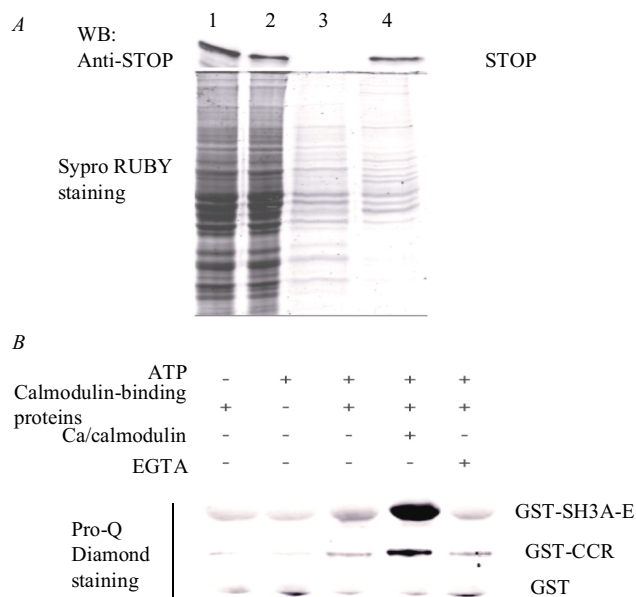 A
1 2 3 4
WB:
Anti-STOP
STOP
Sypro RUBY
staining
B
ATP - + + + +
Calmodulin-binding
proteins + - + + +
Ca/calmodulin - - - + -
EGTA - - - - +
Pro-Q
Diamond
staining
GST-SH3A-E
GST-CCR
GST